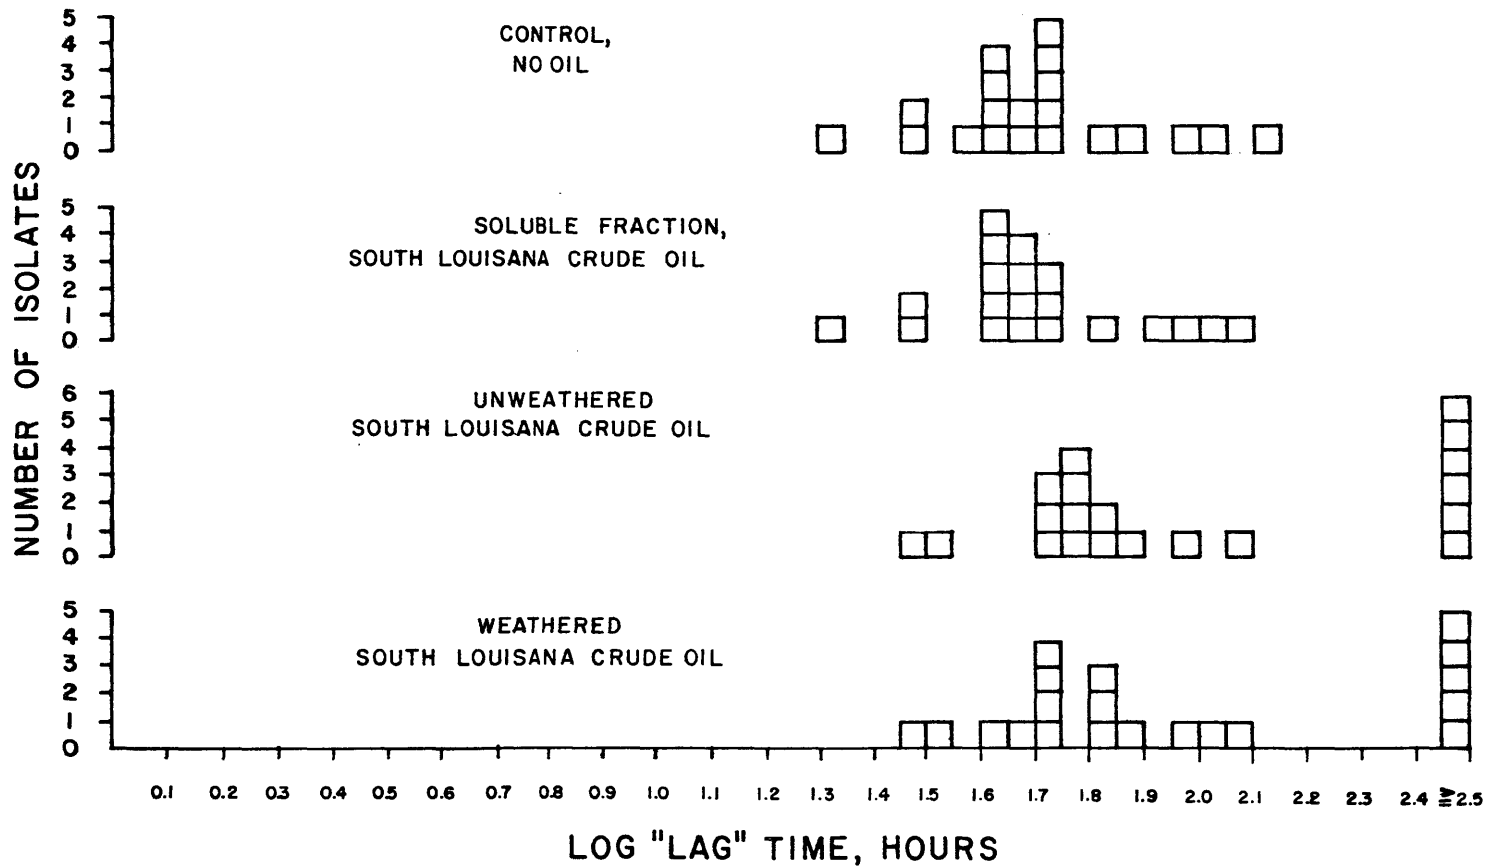 NUMBER OF ISOLATES
5
4
3
2
1
0
CONTROL,
NO OIL
5
4
3
2
1
0
SOLUBLE FRACTION,
SOUTH LOUISANA CRUDE OIL
6
5
4
3
2
1
0
UNWEATHERED
SOUTH LOUISANA CRUDE OIL
5
4
3
2
1
0
WEATHERED
SOUTH LOUISANA CRUDE OIL
0.1 0.2 0.3 0.4 0.5 0.6 0.7 0.8 0.9 1.0 1.1 1.2 1.3 1.4 1.5 1.6 1.7 1.8 1.9 2.0 2.1 2.2 2.3 2.4 ≧2.5
LOG "LAG" TIME, HOURS